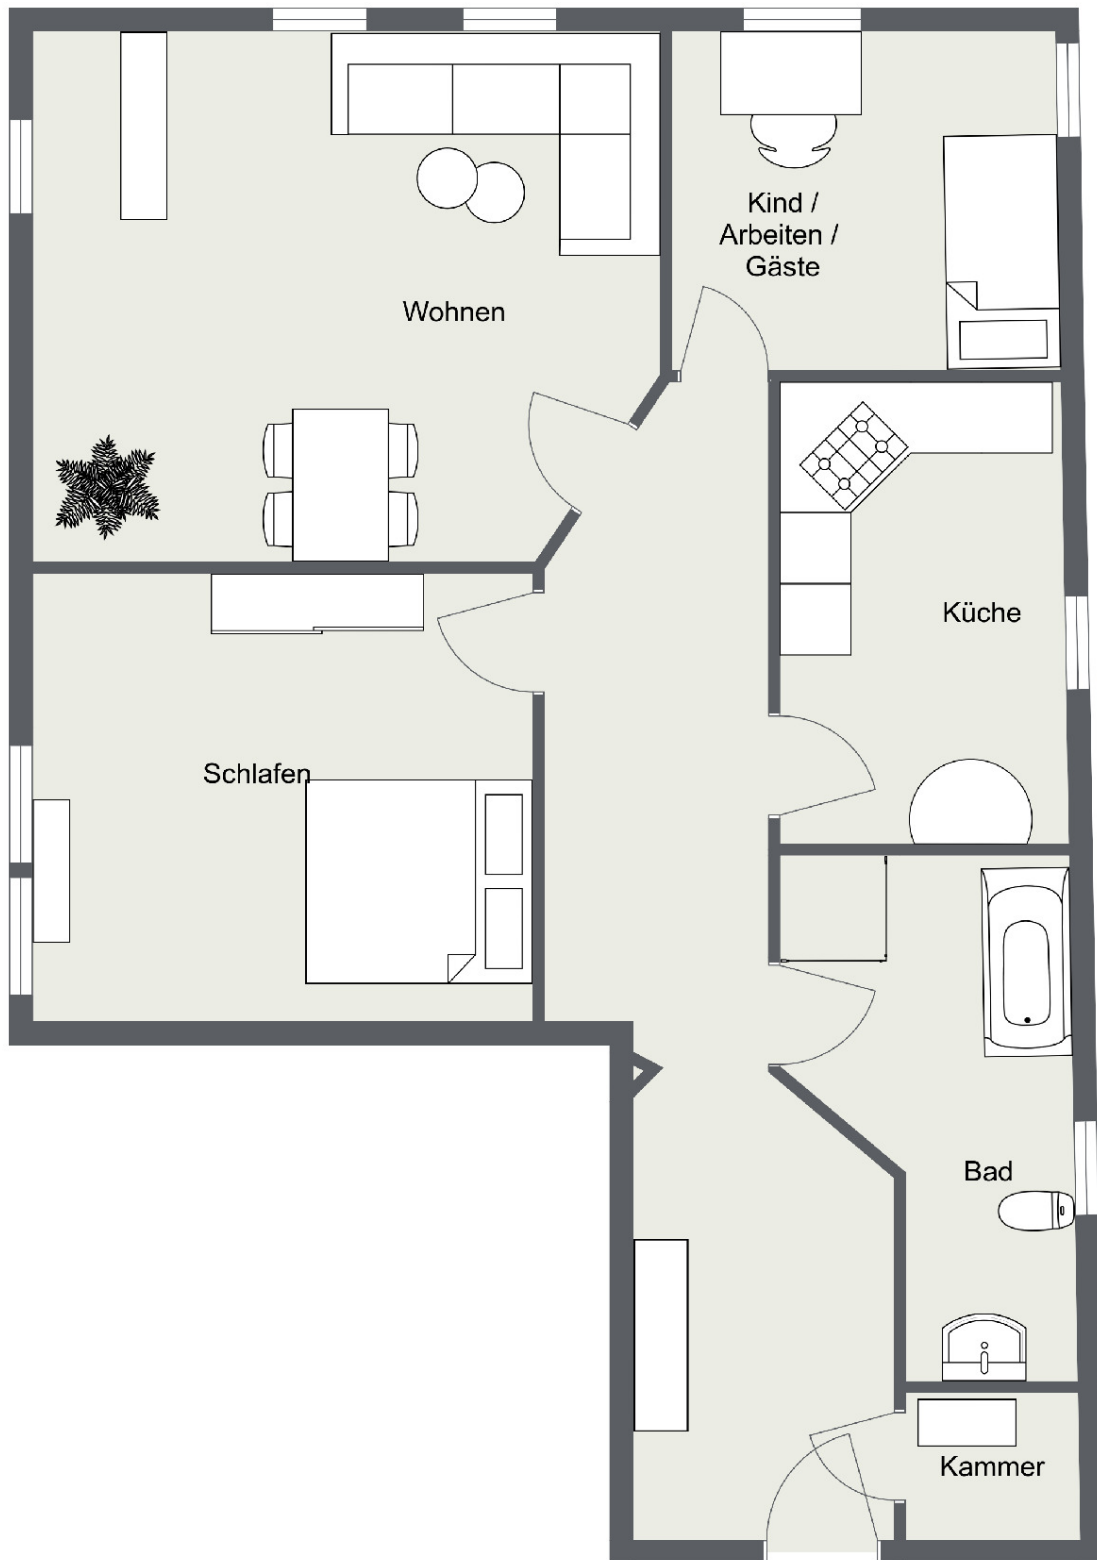 Kind /
Arbeiten /
Gäste
Wohnen
Küche
Schlafen
Bad
Kammer